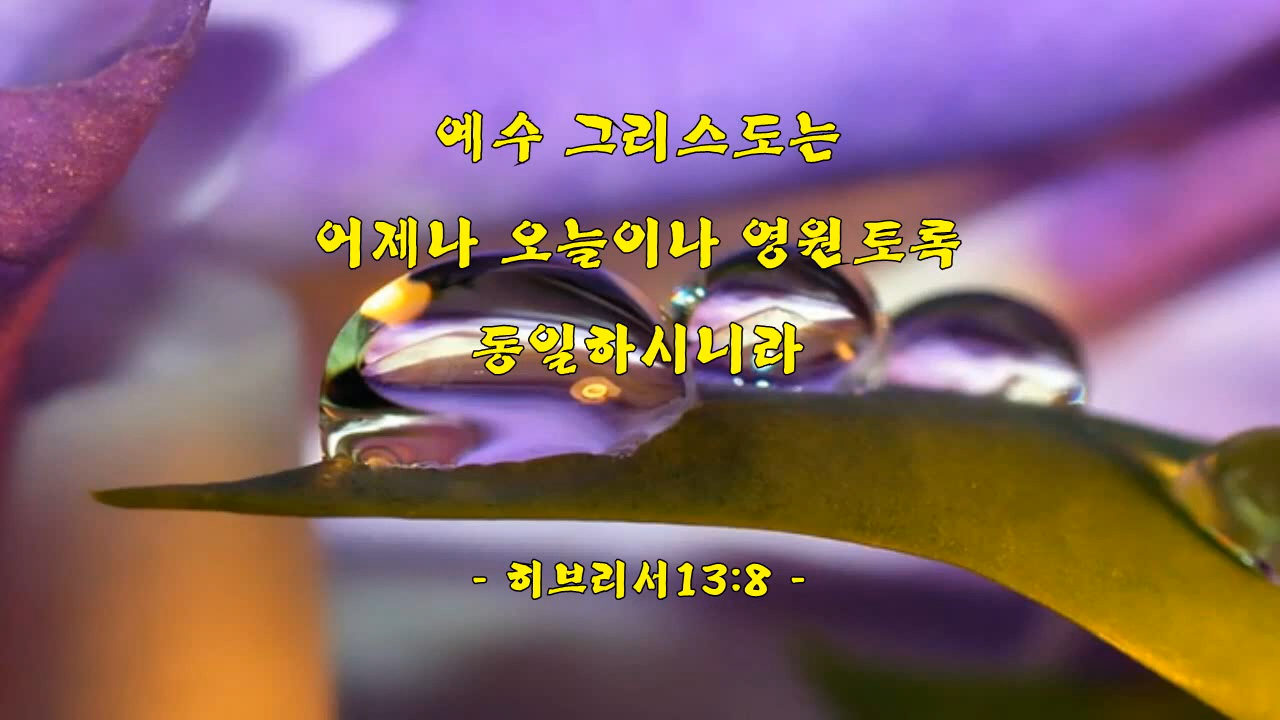 예수 그리스도는
어제나 오늘이나 영원토록
동일하시니라
- 히브리서13:8 -